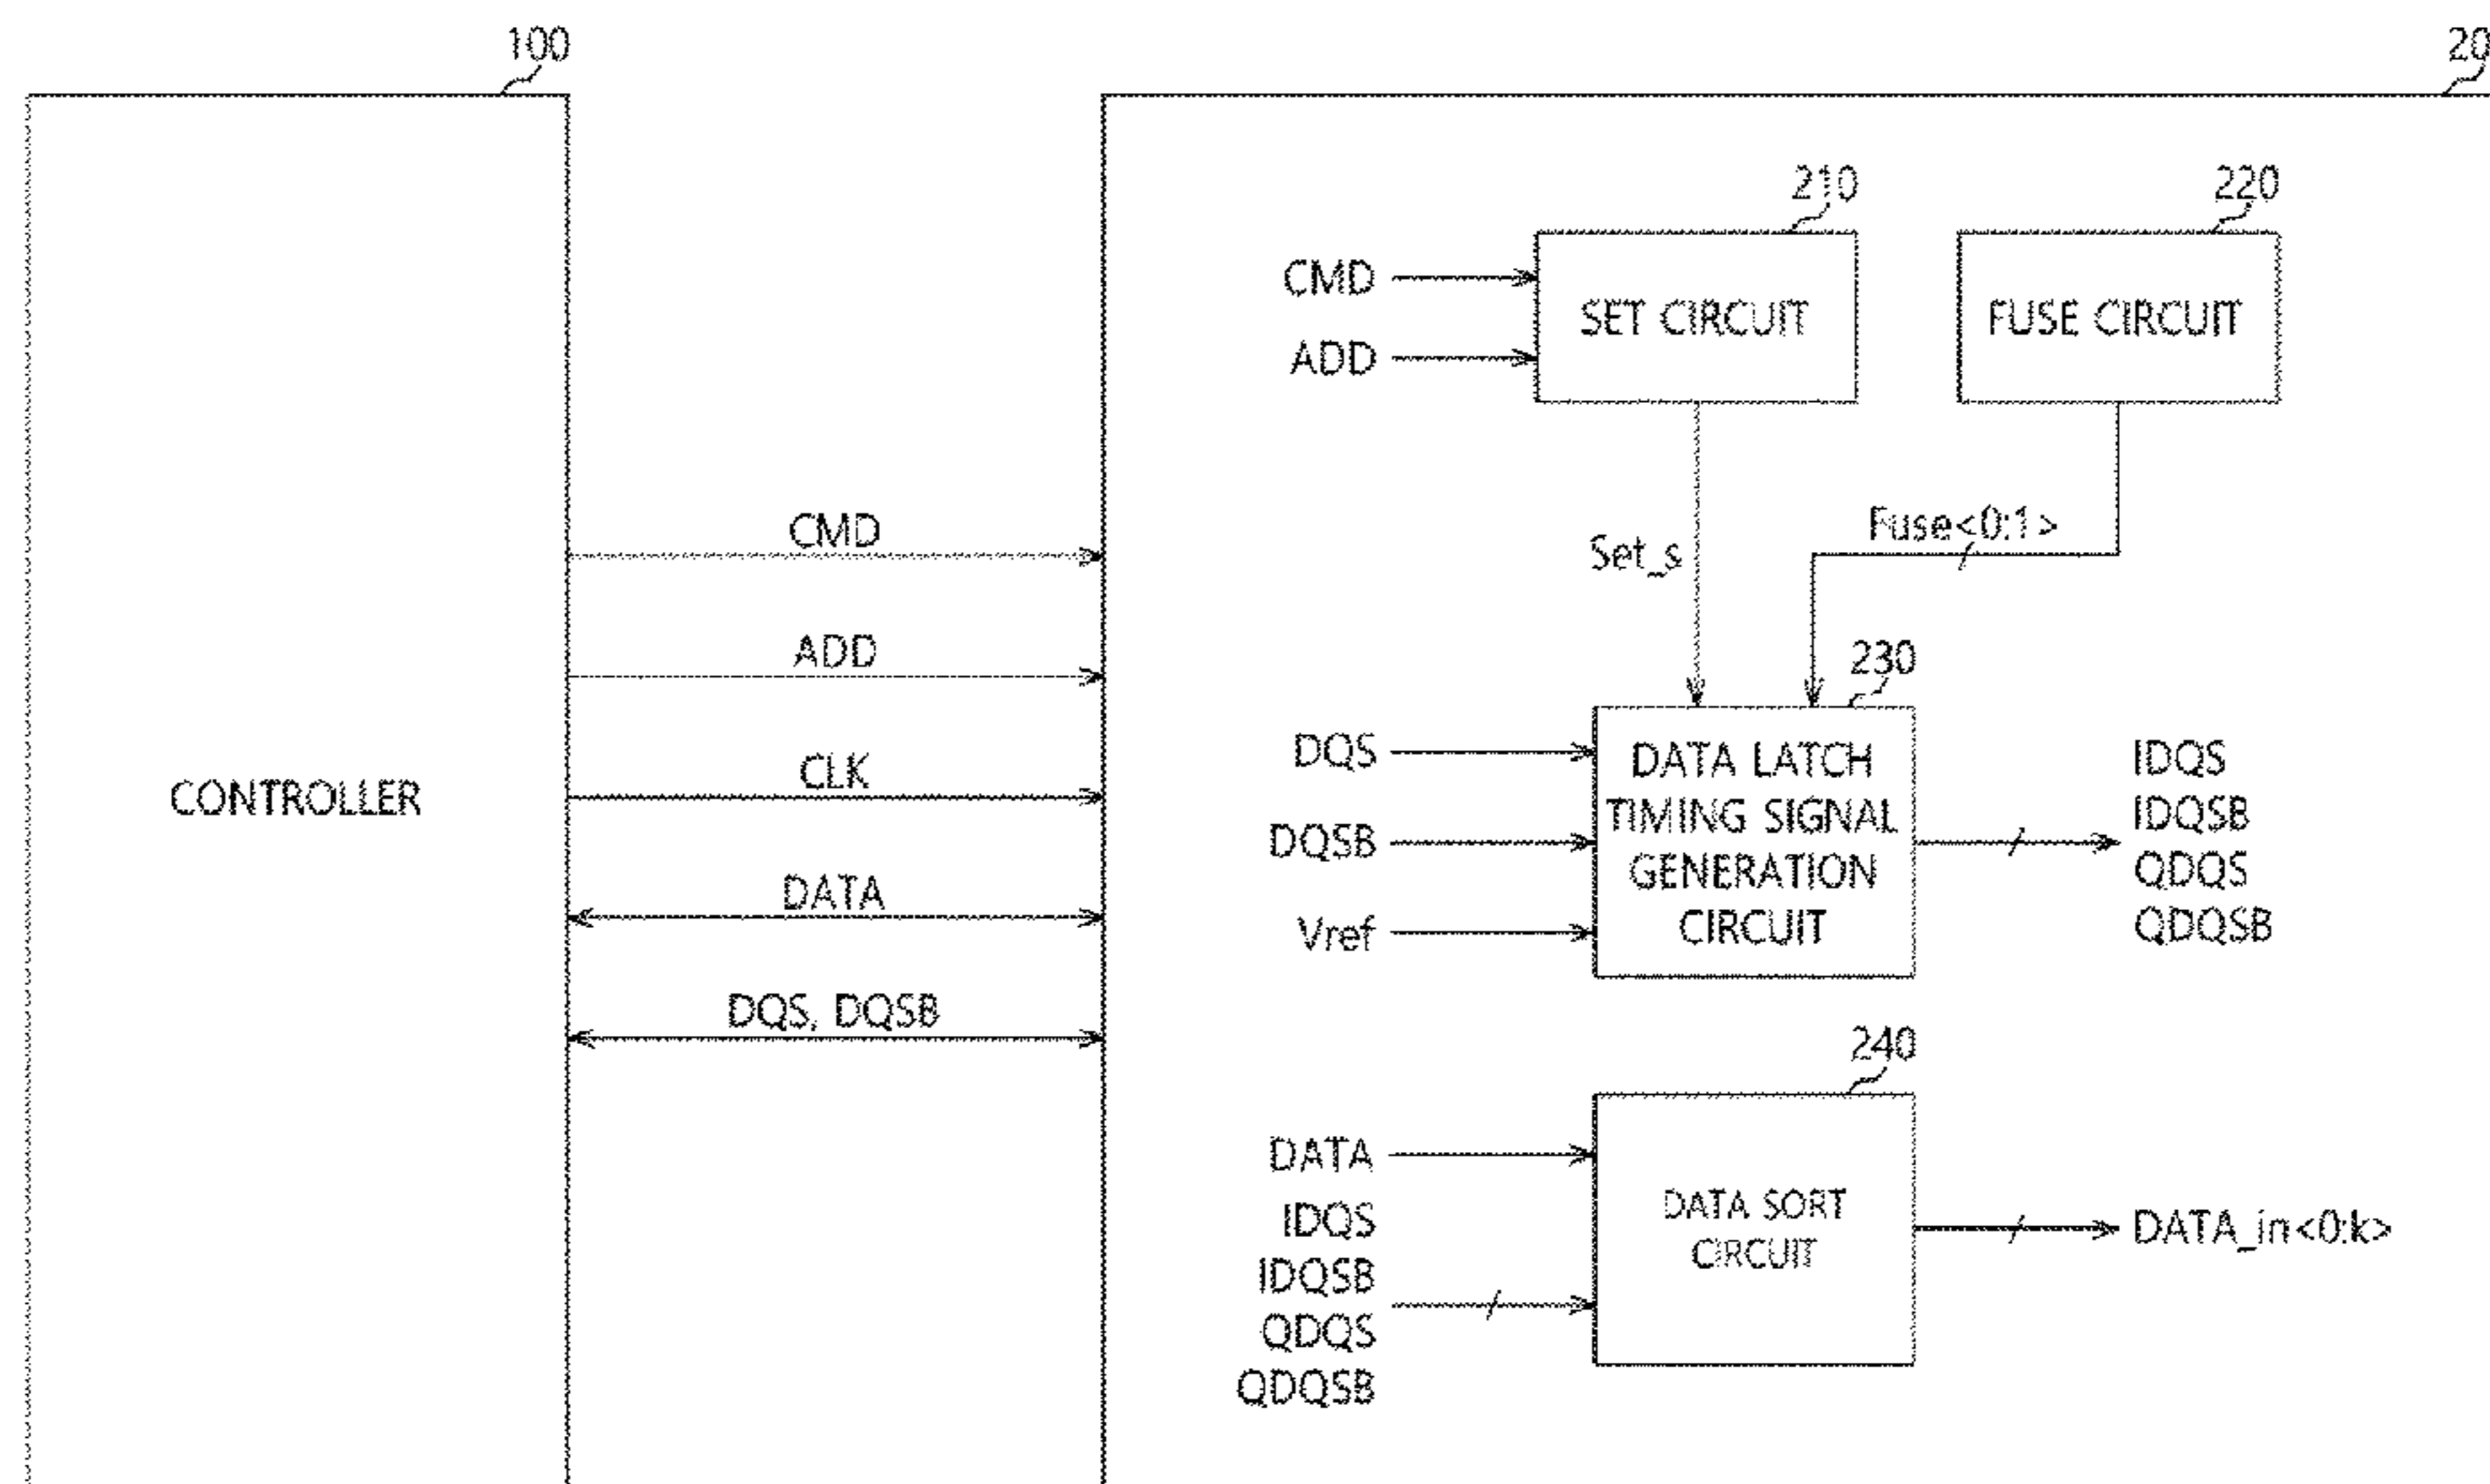 100
20
210
220
CMD
ADD
SET CIRCUIT
FUSE CIRCUIT
Set_s
Fuse<0:1>
CMD
ADD
CLK
DATA
DQS, DQSB
CONTROLLER
230
DQS
DQSB
Vref
DATA LATCH
TIMING SIGNAL
GENERATION
CIRCUIT
IDQS
IDQSB
QDQS
QDQSB
240
DATA
IDQS
IDQSB
QDQS
QDQSB
DATA SORT
CIRCUIT
DATA_in<0:k>